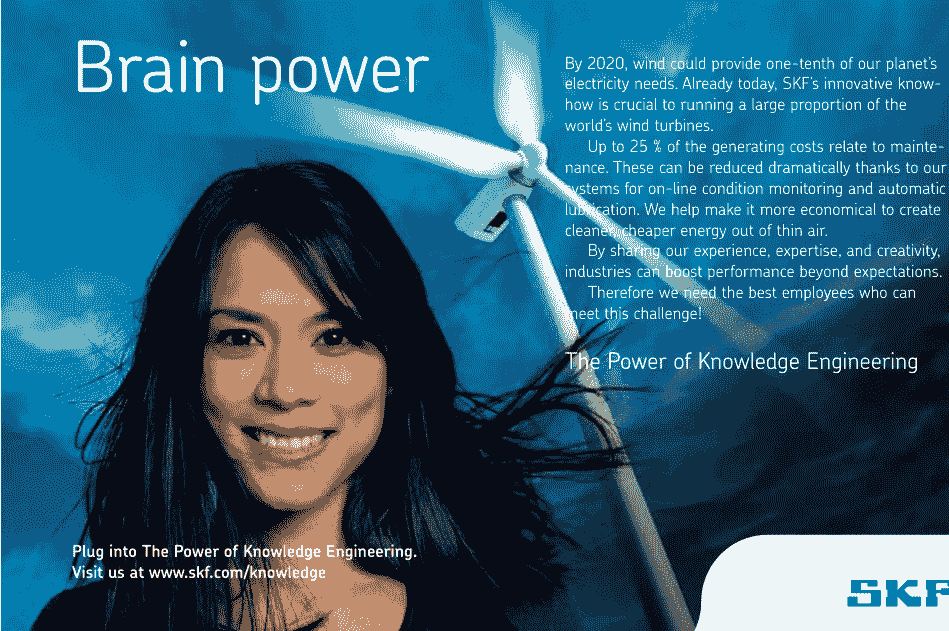 Brain power
By 2020, wind could provide one-tenth of our planet's
electricity needs. Already today, SKF's innovative know-
how is crucial to running a large proportion of the
world's wind turbines.
Up to 25 % of the generating costs relate to mainte-
nance. These can be reduced dramatically thanks to our
systems for on-line condition monitoring and automatic
lubrication. We help make it more economical to create
cleaner, cheaper energy out of thin air.
By sharing our experience, expertise, and creativity,
industries can boost performance beyond expectations.
Therefore we need the best employees who can
meet this challenge!
The Power of Knowledge Engineering
Plug into The Power of Knowledge Engineering.
Visit us at www.skf.com/knowledge
SKF